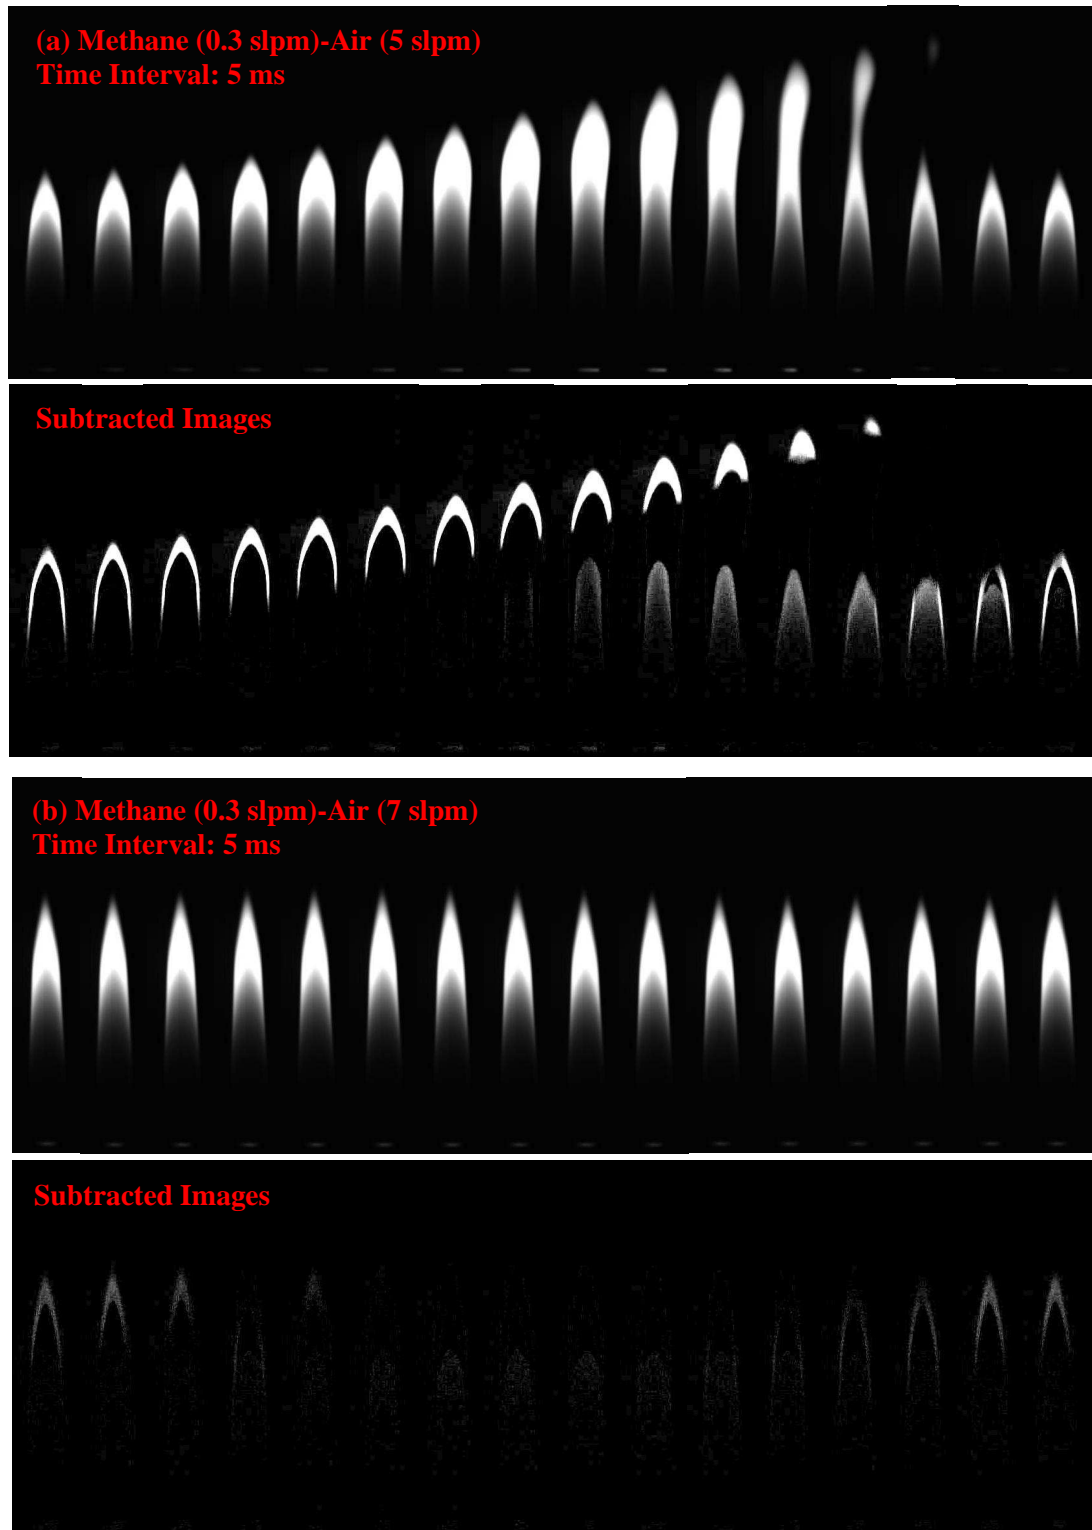 (a) Methane (0.3 slpm)-Air (5 slpm)
Time Interval: 5 ms
Subtracted Images
(b) Methane (0.3 slpm)-Air (7 slpm)
Time Interval: 5 ms
Subtracted Images